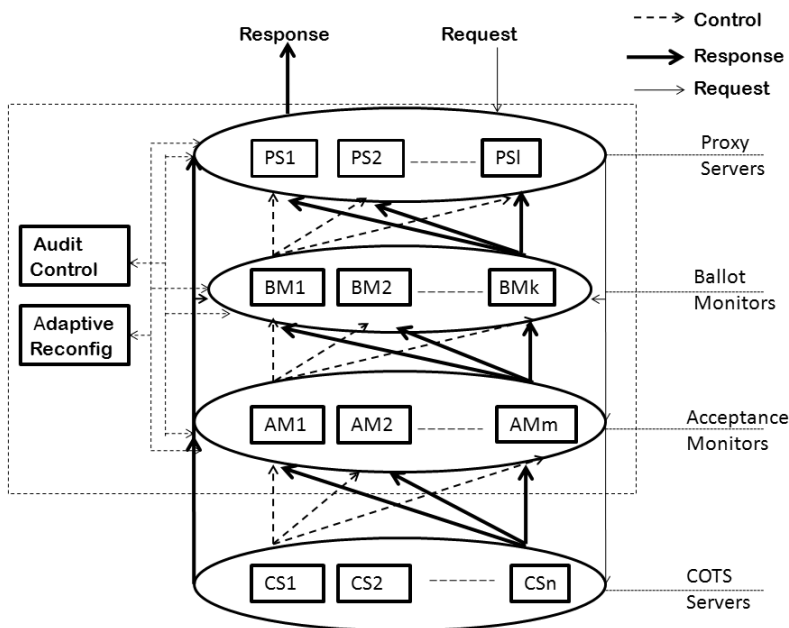 Control
Response
Request
Response
Request
PS1 PS2 PSl
Proxy
Servers
Audit
Control
BM1 BM2 BMk
Ballot
Monitors
Adaptive
Reconfig
AM1 AM2 AMm
Acceptance
Monitors
CS1 CS2 CSn
COTS
Servers